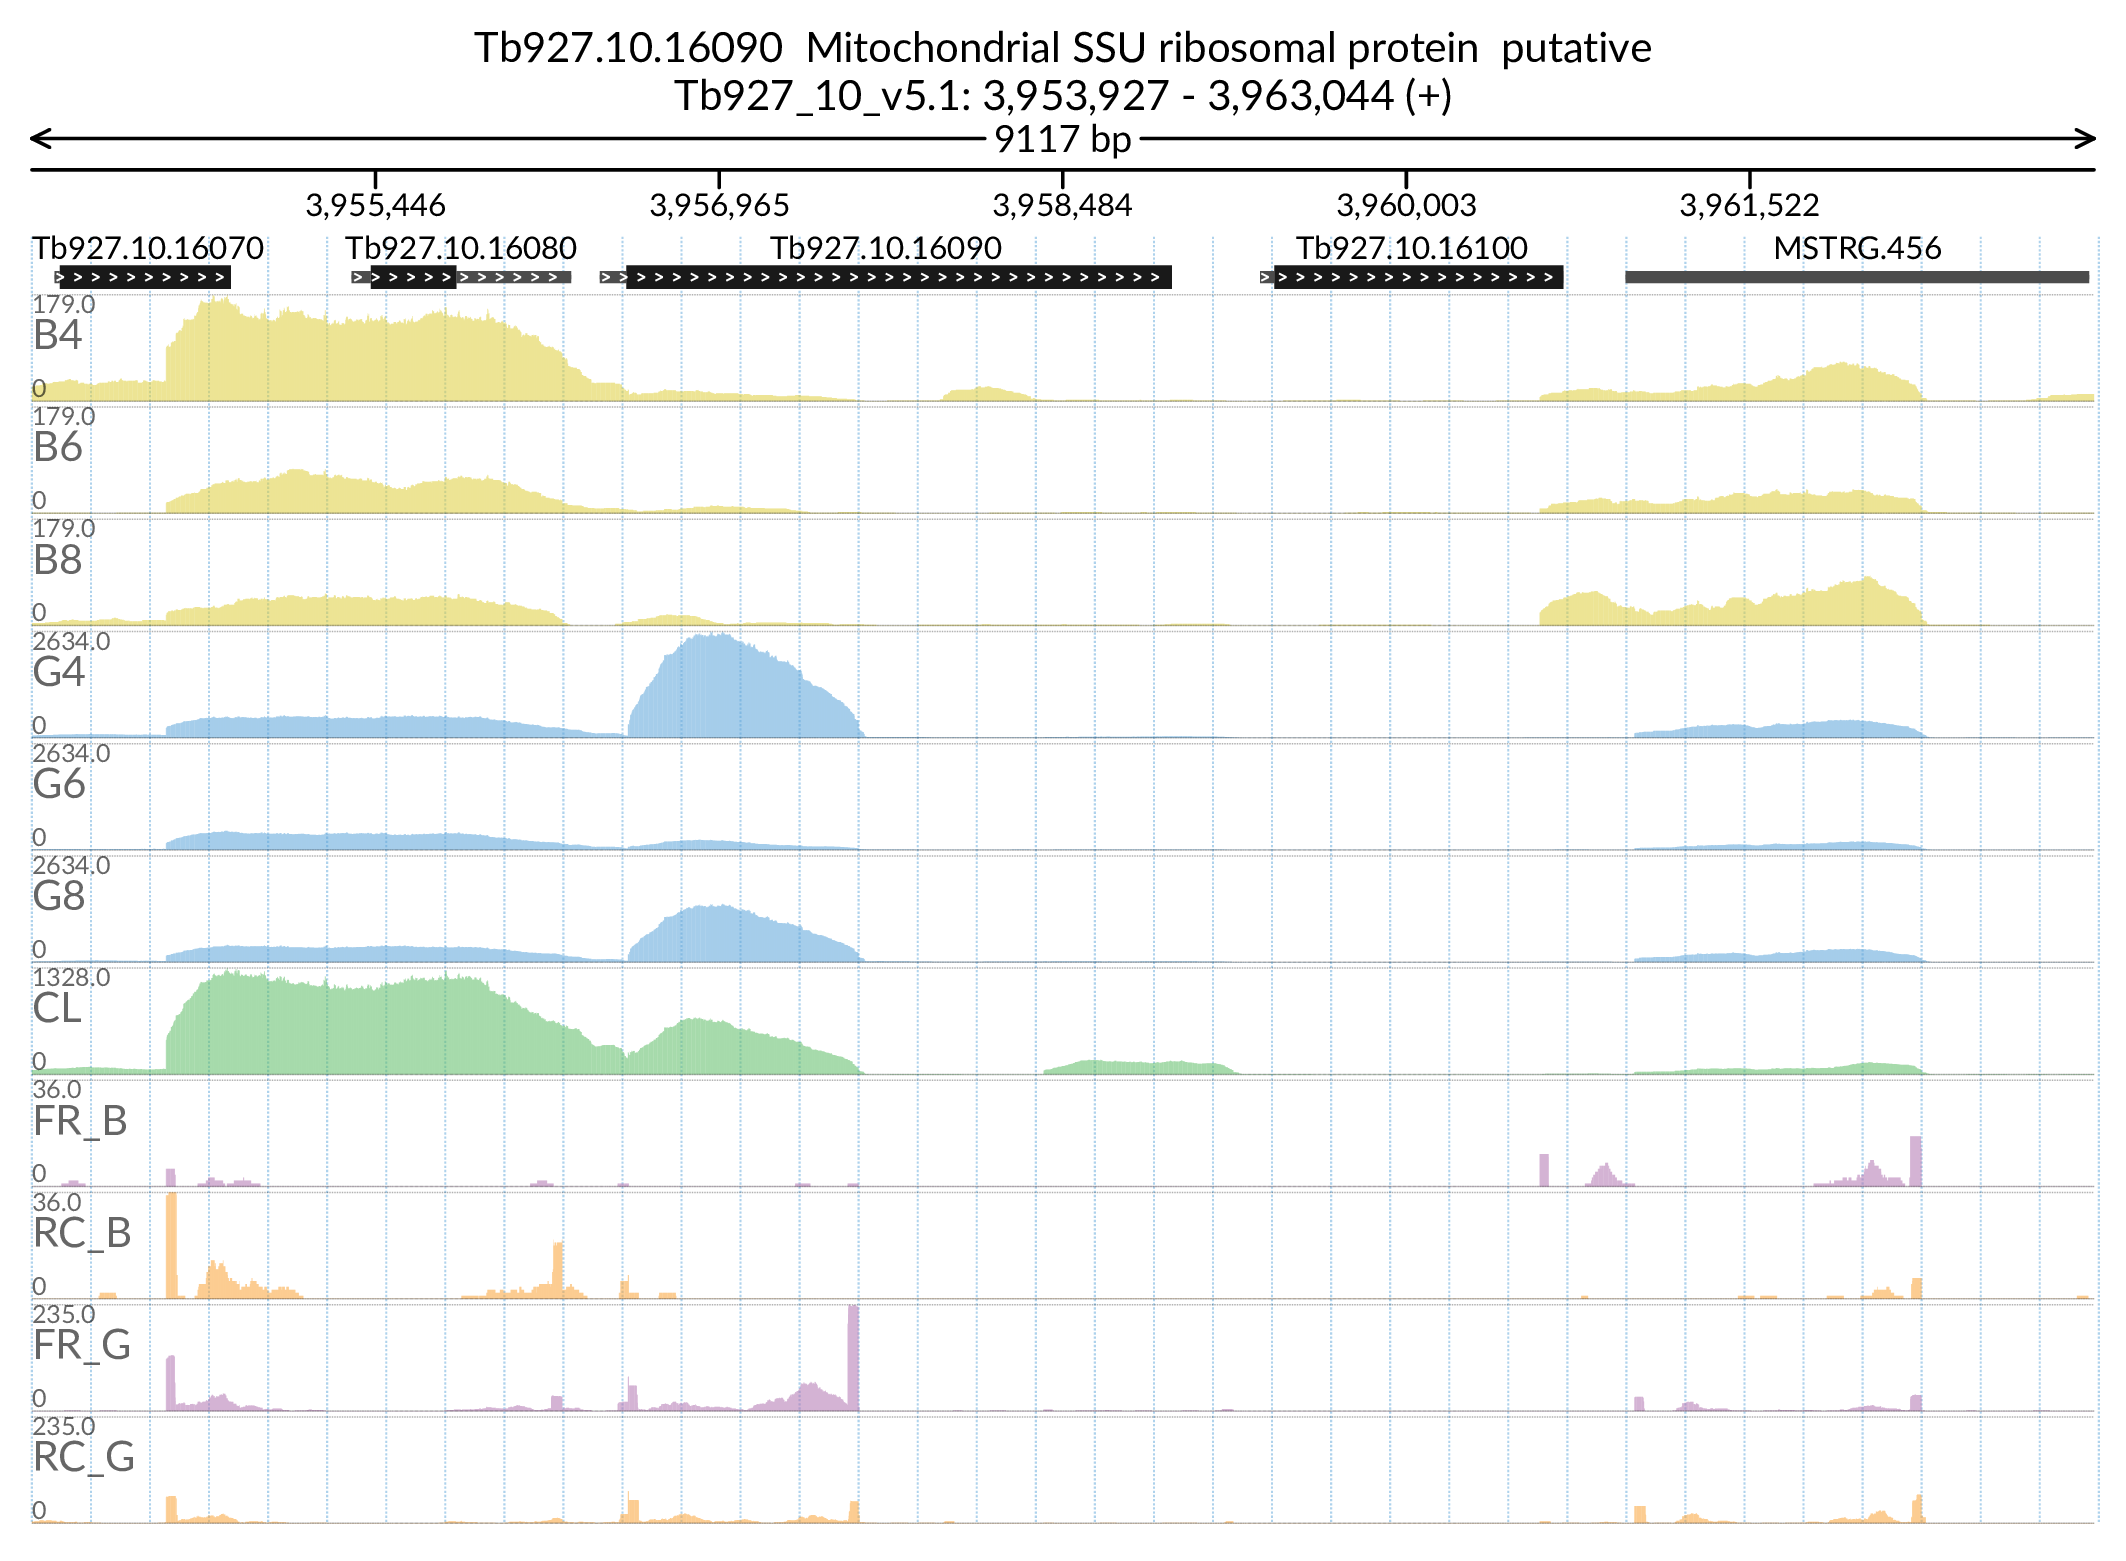 Tb927.10.16090  Mitochondrial SSU ribosomal protein  putative
Tb927_10_v5.1: 3,953,927 - 3,963,044 (+)
9117 bp
3,955,446 3,956,965 3,958,484 3,960,003 3,961,522
Tb927.10.16070 Tb927.10.16080 Tb927.10.16090 Tb927.10.16100 MSTRG.456
179.0
B4
0
179.0
B6
0
179.0
B8
0
2634.0
G4
0
2634.0
G6
0
2634.0
G8
0
1328.0
CL
0
36.0
FR_B
0
36.0
RC_B
0
235.0
FR_G
0
235.0
RC_G
0